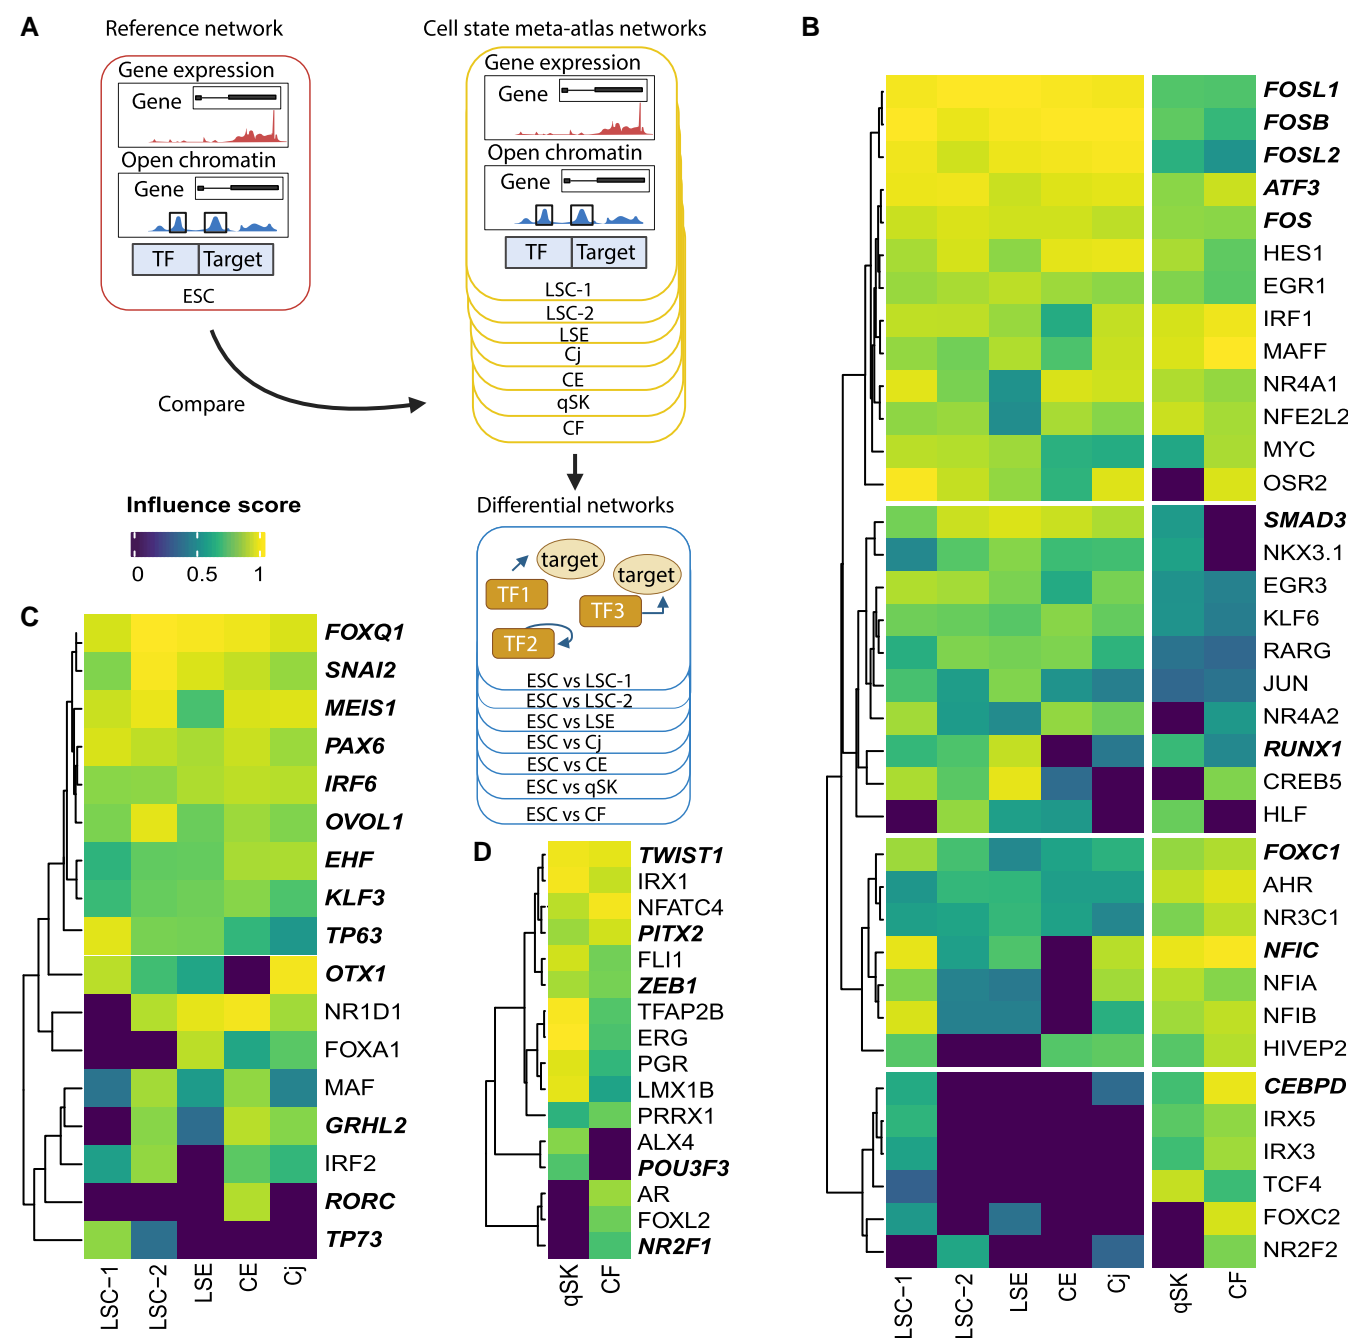 A
Reference network
Gene expression
Gene
Open chromatin
Gene
TF
Target
ESC
Compare
Cell state meta-atlas networks
Gene expression
Gene
Open chromatin
Gene
TF
Target
LSC-1
LSC-2
LSE
Cj
CE
qSK
CF
Differential networks
target
TF1
target
TF3
TF2
ESC vs LSC-1
ESC vs LSC-2
ESC vs LSE
ESC vs Cj
ESC vs CE
ESC vs qSK
ESC vs CF
Influence score
0 0.5 1
B
FOSL1
FOSB
FOSL2
ATF3
FOS
HES1
EGR1
IRF1
MAFF
NR4A1
NFE2L2
MYC
OSR2
SMAD3
NKX3.1
EGR3
KLF6
RARG
JUN
NR4A2
RUNX1
CREB5
HLF
FOXC1
AHR
NR3C1
NFIC
NFIA
NFIB
HIVEP2
CEBPD
IRX5
IRX3
TCF4
FOXC2
NR2F2
LSC-1
LSC-2
LSE
CE
Cj
qSK
CF
C
FOXQ1
SNAI2
MEIS1
PAX6
IRF6
OVOL1
EHF
KLF3
TP63
OTX1
NR1D1
FOXA1
MAF
GRHL2
IRF2
RORC
TP73
LSC-1
LSC-2
LSE
CE
Cj
D
TWIST1
IRX1
NFATC4
PITX2
FLI1
ZEB1
TFAP2B
ERG
PGR
LMX1B
PRRX1
ALX4
POU3F3
AR
FOXL2
NR2F1
qSK
CF